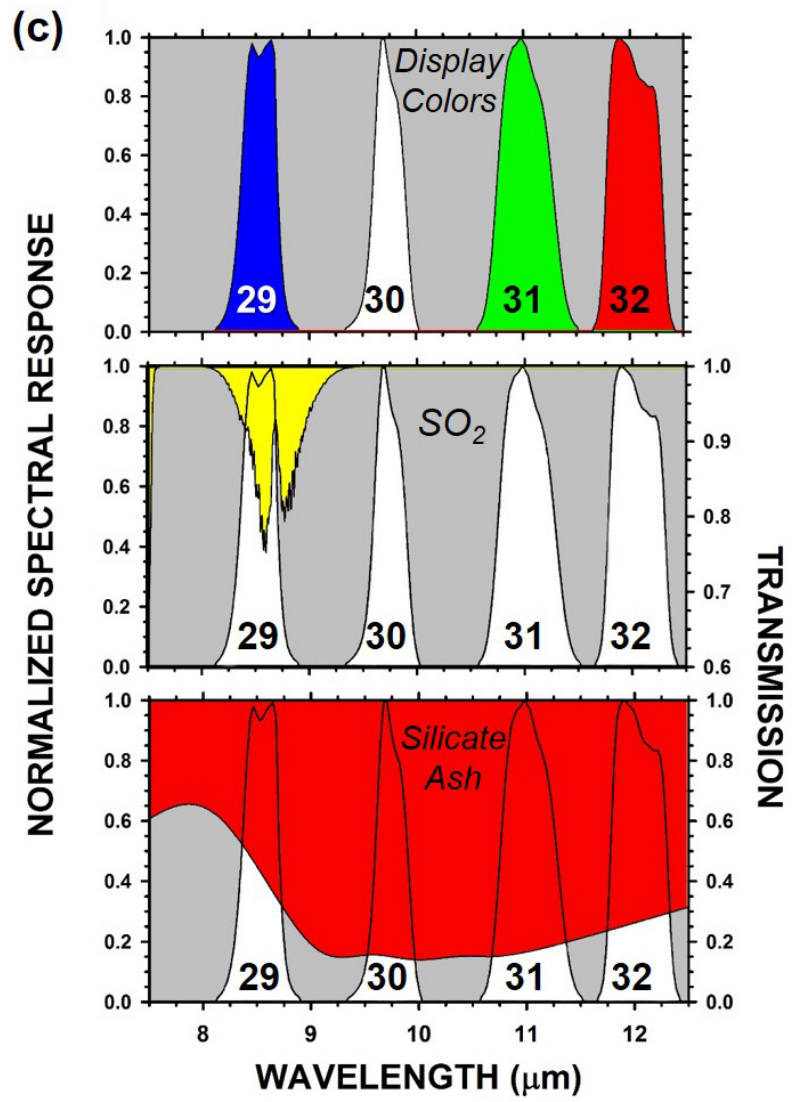 (c)
NORMALIZED SPECTRAL RESPONSE
TRANSMISSION
1.0
0.8
0.6
0.4
0.2
0.0
Display
Colors
29 30 31 32
1.0
0.8
0.6
0.4
0.2
0.0
SO2
29 30 31 32
1.0
0.9
0.8
0.7
0.6
1.0
0.8
0.6
0.4
0.2
0.0
Silicate
Ash
29 30 31 32
1.0
0.8
0.6
0.4
0.2
0.0
8 9 10 11 12
WAVELENGTH (μm)